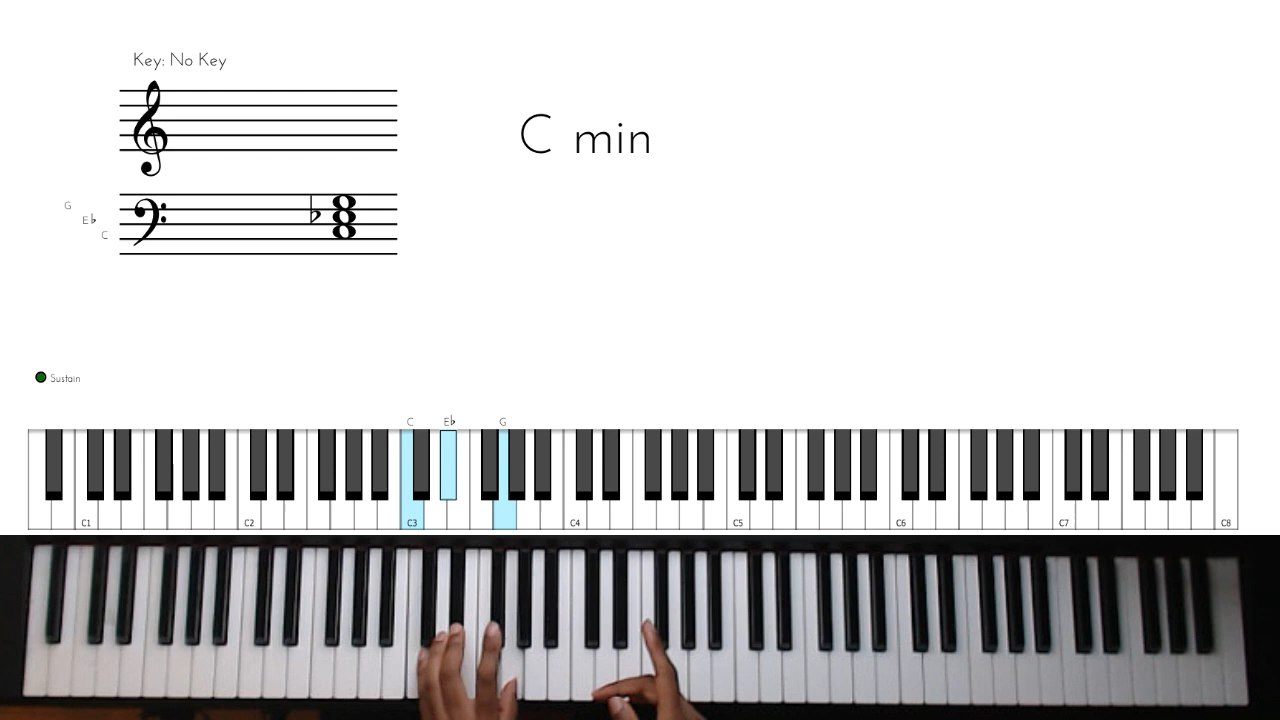 Key: No Key
C min
G
E♭
C
Sustain
C E♭ G
C1 C2 C3 C4 C5 C6 C7 C8